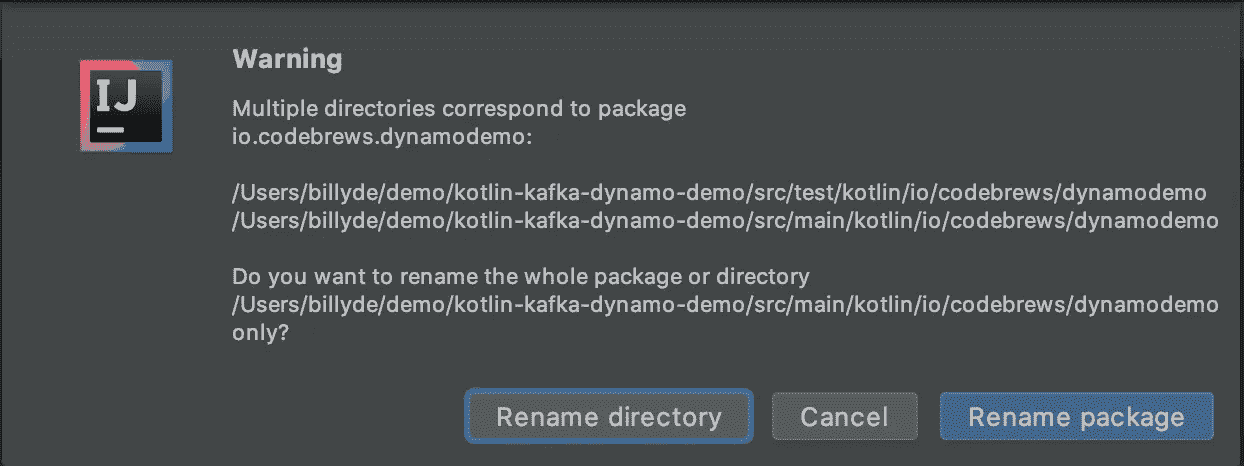 IJ
Warning
Multiple directories correspond to package
io.codebrews.dynamodemo:
/Users/billyde/demo/kotlin-kafka-dynamo-demo/src/test/kotlin/io/codebrews/dynamodemo
/Users/billyde/demo/kotlin-kafka-dynamo-demo/src/main/kotlin/io/codebrews/dynamodemo
Do you want to rename the whole package or directory
/Users/billyde/demo/kotlin-kafka-dynamo-demo/src/main/kotlin/io/codebrews/dynamodemo
only?
Rename directory Cancel Rename package